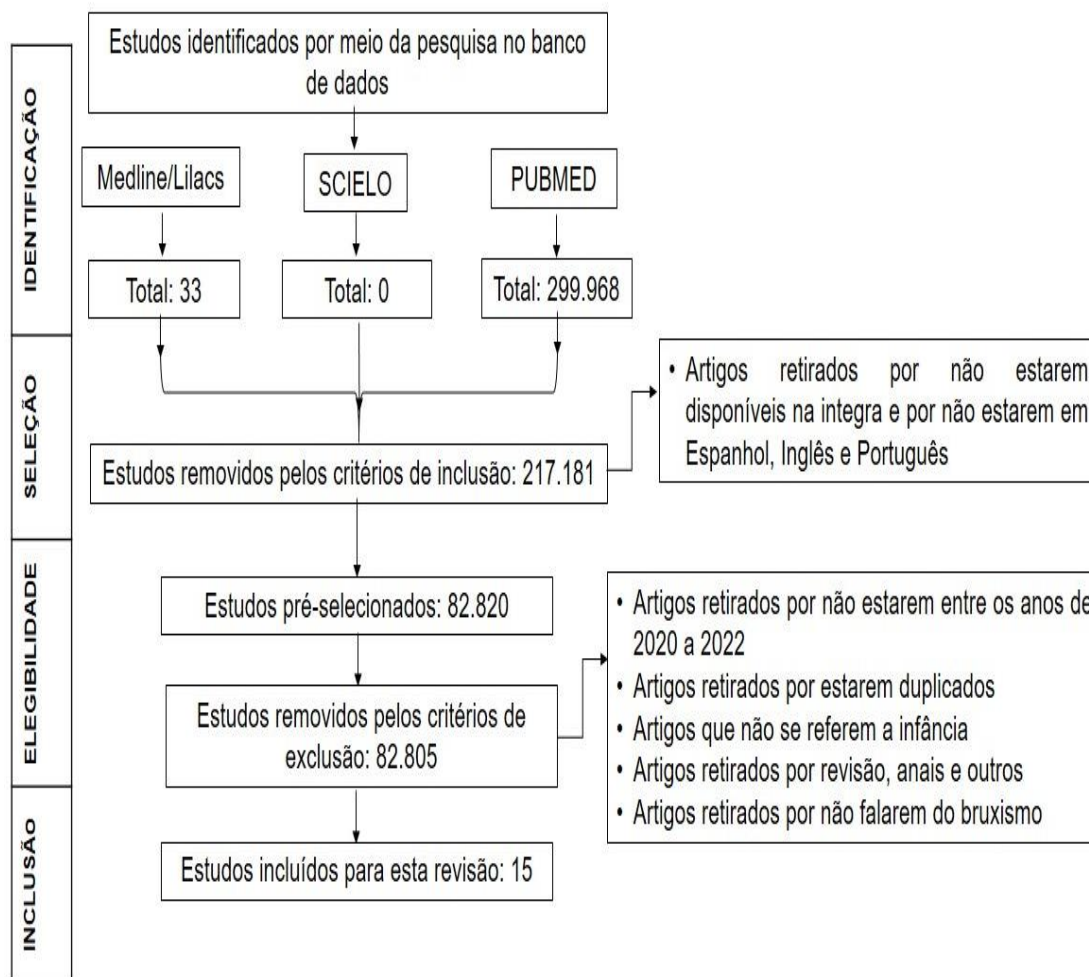 Estudos identificados por meio da pesquisa no banco
de dados
IDENTIFICAÇÃO
Medline/Lilacs
SCIELO
PUBMED
Total: 33
Total: 0
Total: 299.968
SELEÇÃO
Estudos removidos pelos critérios de inclusão: 217.181
• Artigos retirados por não estarem
disponíveis na integra e por não estarem em
Espanhol, Inglês e Português
ELEGIBILIDADE
Estudos pré-selecionados: 82.820
Estudos removidos pelos critérios de
exclusão: 82.805
• Artigos retirados por não estarem entre os anos de
2020 a 2022
• Artigos retirados por estarem duplicados
• Artigos que não se referem a infância
• Artigos retirados por revisão, anais e outros
• Artigos retirados por não falarem do bruxismo
INCLUSÃO
Estudos incluídos para esta revisão: 15